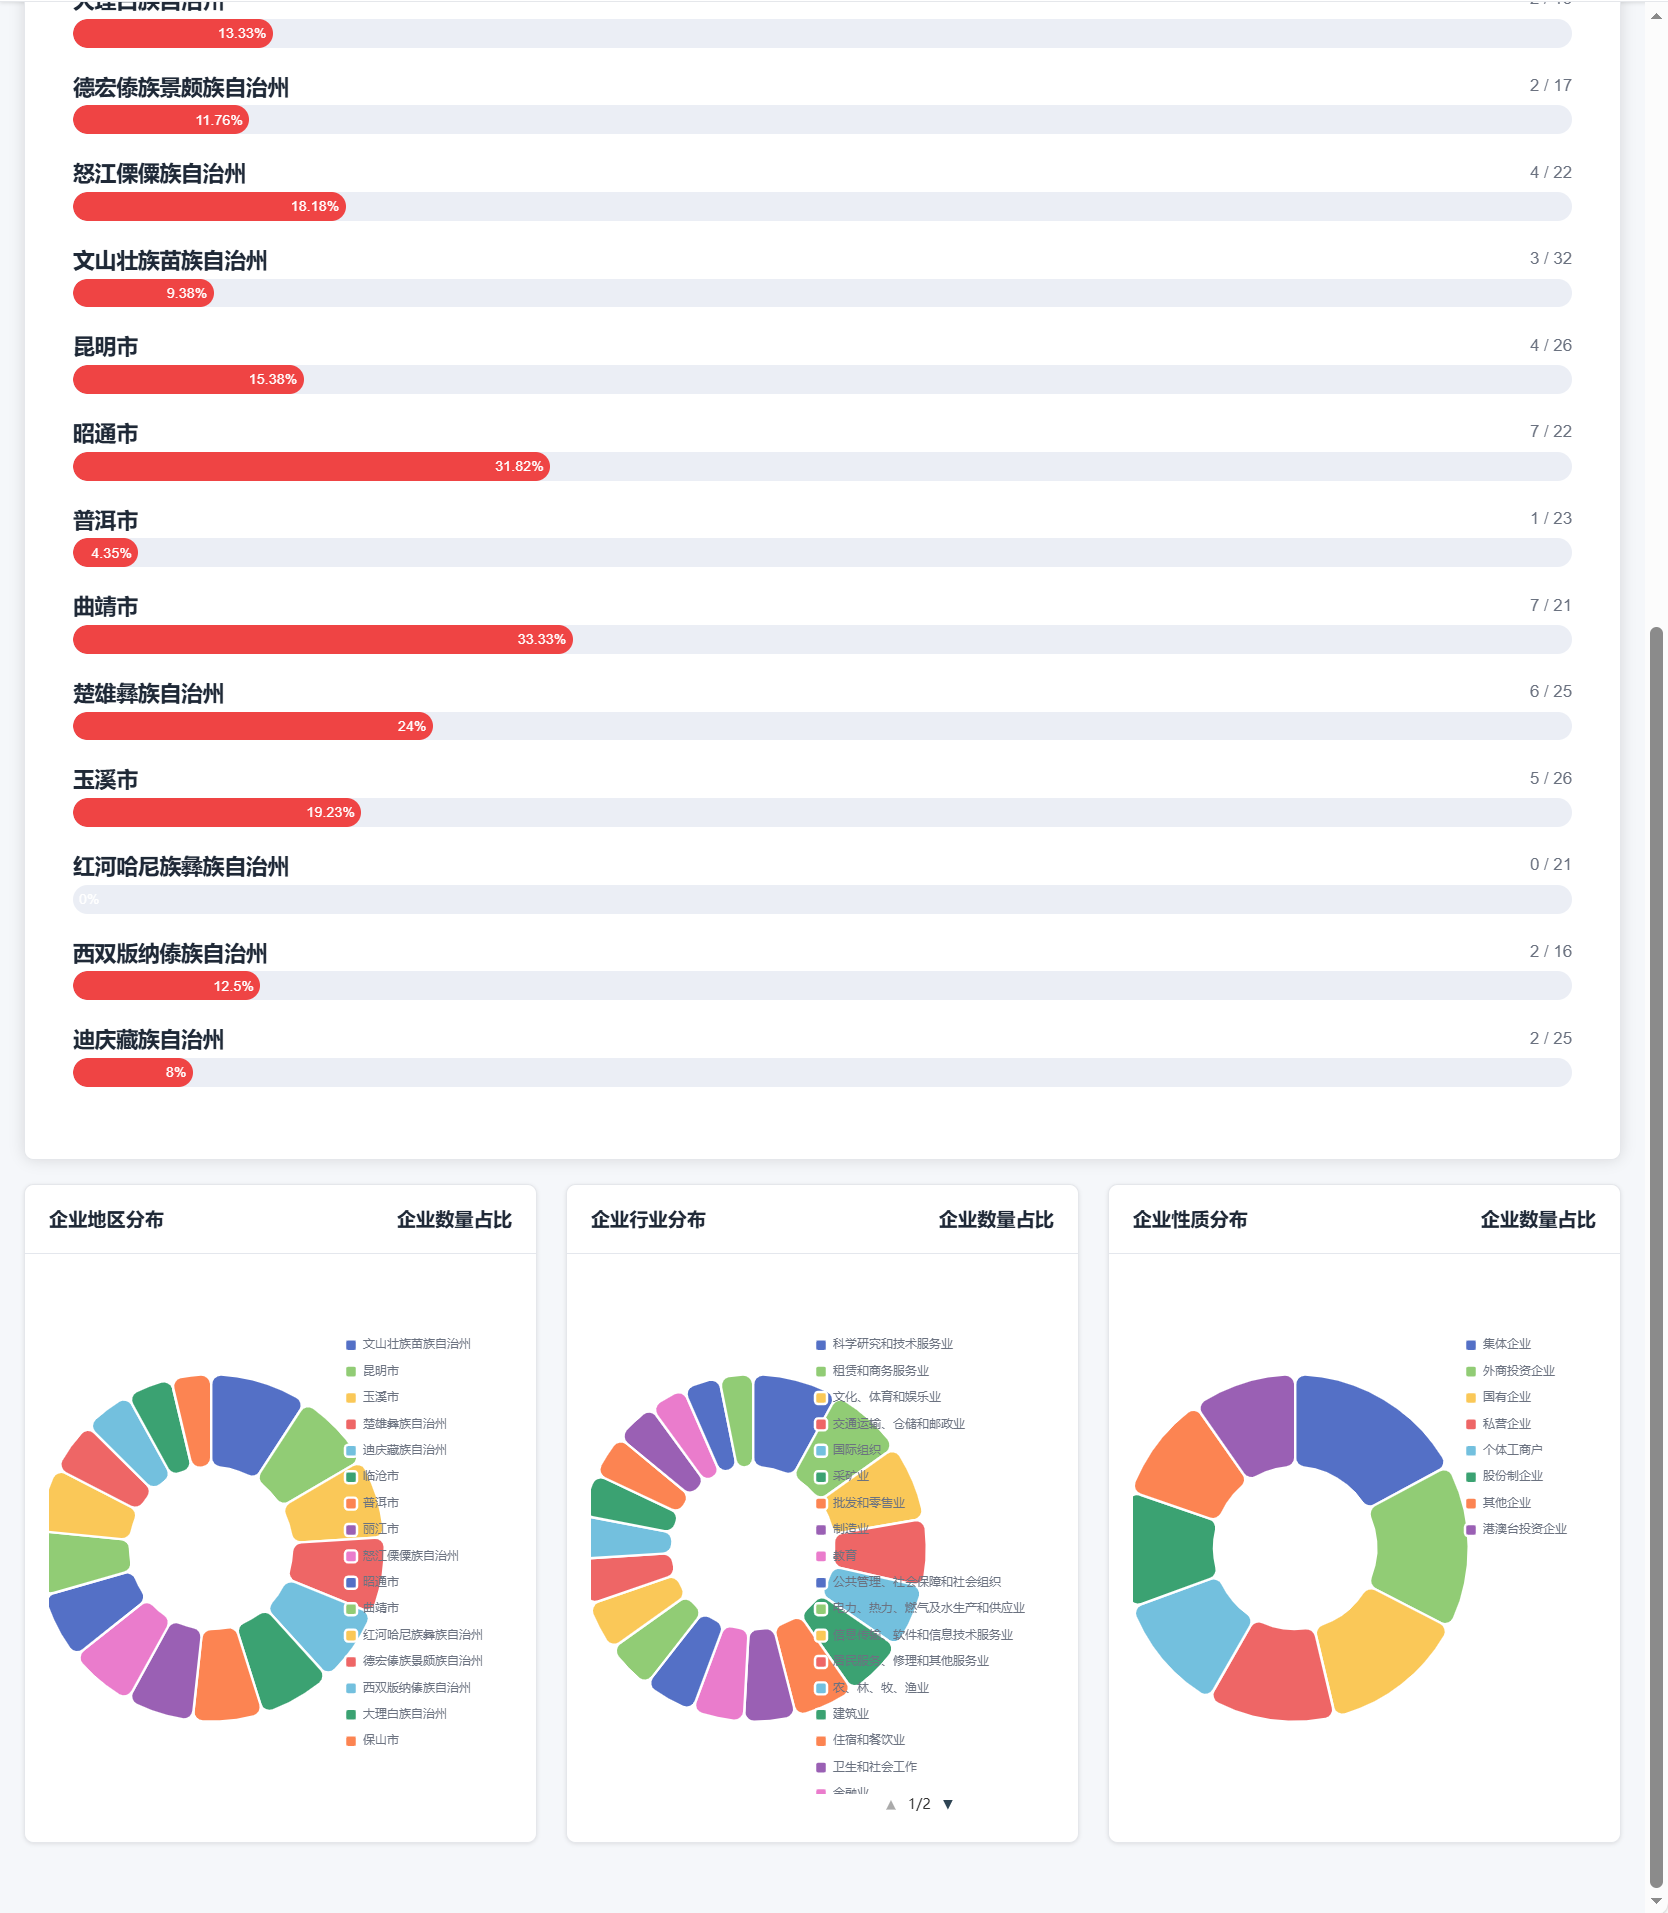 大理白族自治州
13.33%
德宏傣族景颇族自治州 2 / 17
11.76%
怒江傈僳族自治州 4 / 22
18.18%
文山壮族苗族自治州 3 / 32
9.38%
昆明市 4 / 26
15.38%
昭通市 7 / 22
31.82%
普洱市 1 / 23
4.35%
曲靖市 7 / 21
33.33%
楚雄彝族自治州 6 / 25
24%
玉溪市 5 / 26
19.23%
红河哈尼族彝族自治州 0 / 21
0%
西双版纳傣族自治州 2 / 16
12.5%
迪庆藏族自治州 2 / 25
8%
企业地区分布 企业数量占比
文山壮族苗族自治州
昆明市
玉溪市
楚雄彝族自治州
迪庆藏族自治州
临沧市
普洱市
丽江市
怒江傈僳族自治州
昭通市
曲靖市
红河哈尼族彝族自治州
德宏傣族景颇族自治州
西双版纳傣族自治州
大理白族自治州
保山市
企业行业分布 企业数量占比
科学研究和技术服务业
租赁和商务服务业
文化、体育和娱乐业
交通运输、仓储和邮政业
国际组织
采矿业
批发和零售业
制造业
教育
公共管理、社会保障和社会组织
电力、热力、燃气及水生产和供应业
信息传输、软件和信息技术服务业
居民服务、修理和其他服务业
农、林、牧、渔业
建筑业
住宿和餐饮业
卫生和社会工作
金融业
▲ 1/2 ▼
企业性质分布 企业数量占比
集体企业
外商投资企业
国有企业
私营企业
个体工商户
股份制企业
其他企业
港澳台投资企业